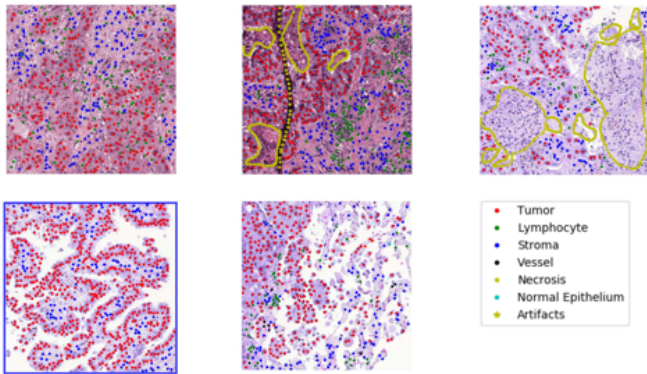 Tumor
Lymphocyte
Stroma
Vessel
Necrosis
Normal Epithelium
Artifacts